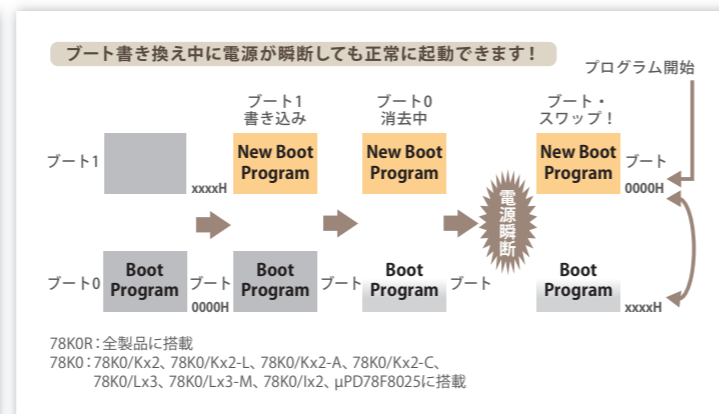 ブート書き換え中に電源が瞬断しても正常に起動できます！
プログラム開始
ブート1
書き込み
ブート0
消去中
ブート・
スワップ！
ブート1
xxxxH
New Boot
Program
New Boot
Program
New Boot
Program
ブート
0000H
電源瞬断
ブート0
Boot
Program
ブート
0000H
Boot
Program
ブート
Boot
Program
ブート
Boot
Program
xxxxH
78K0R：全製品に搭載
78K0：78K0/Kx2、78K0/Kx2-L、78K0/Kx2-A、78K0/Kx2-C、
78K0/Lx3、78K0/Lx3-M、78K0/Ix2、μPD78F8025に搭載